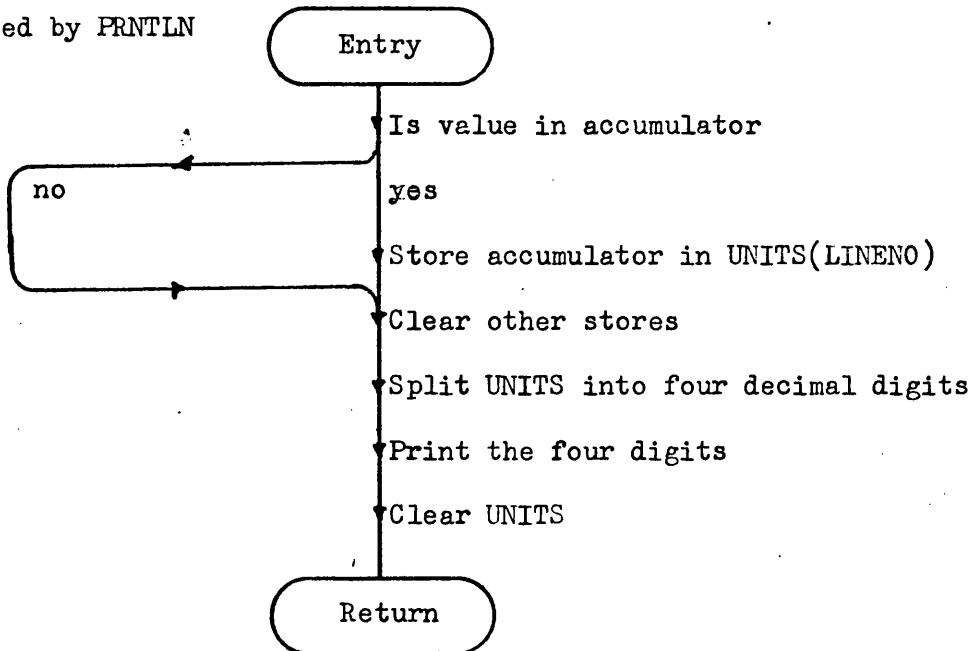 ed by PRNTLN
Entry
Is value in accumulator
no
yes
Store accumulator in UNITS(LINENO)
Clear other stores
Split UNITS into four decimal digits
Print the four digits
Clear UNITS
Return